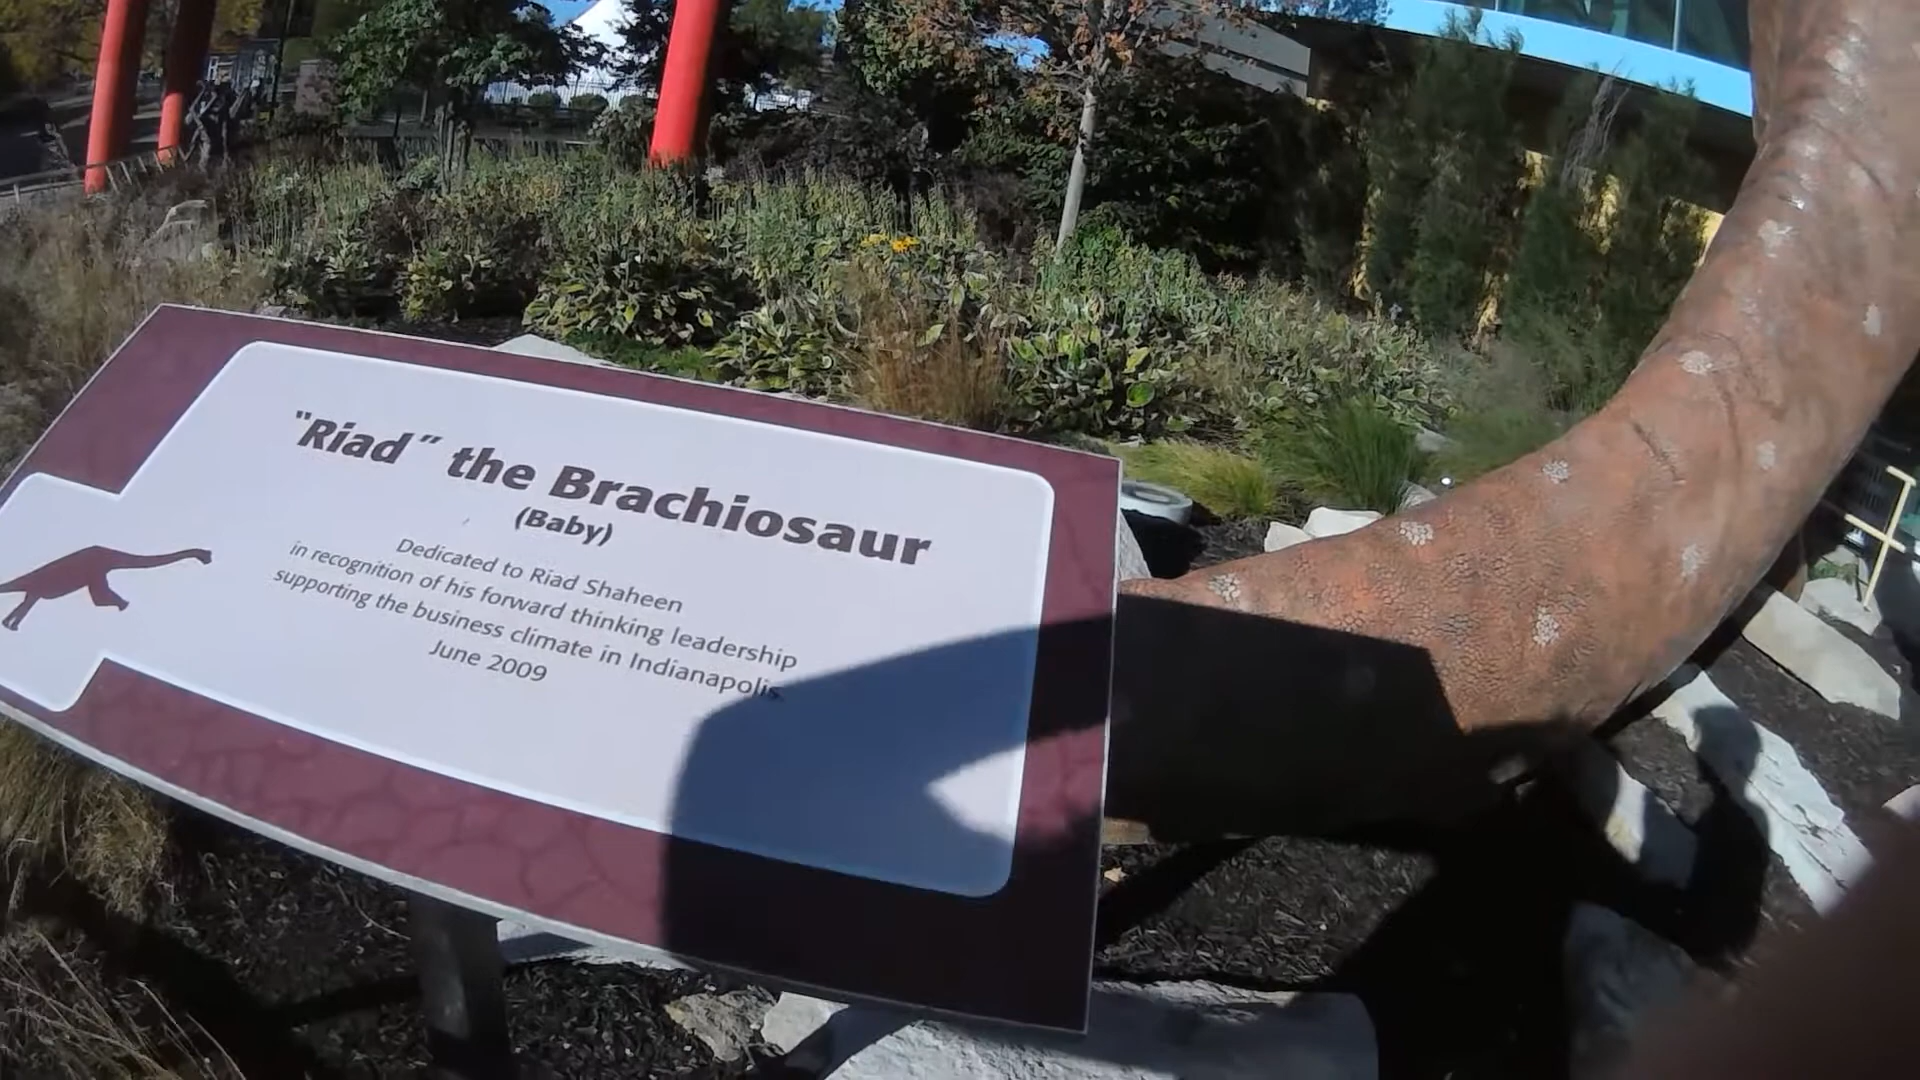 "Riad" the Brachiosaur
(Baby)
Dedicated to Riad Shaheen
in recognition of his forward thinking leadership
supporting the business climate in Indianapolis.
June 2009